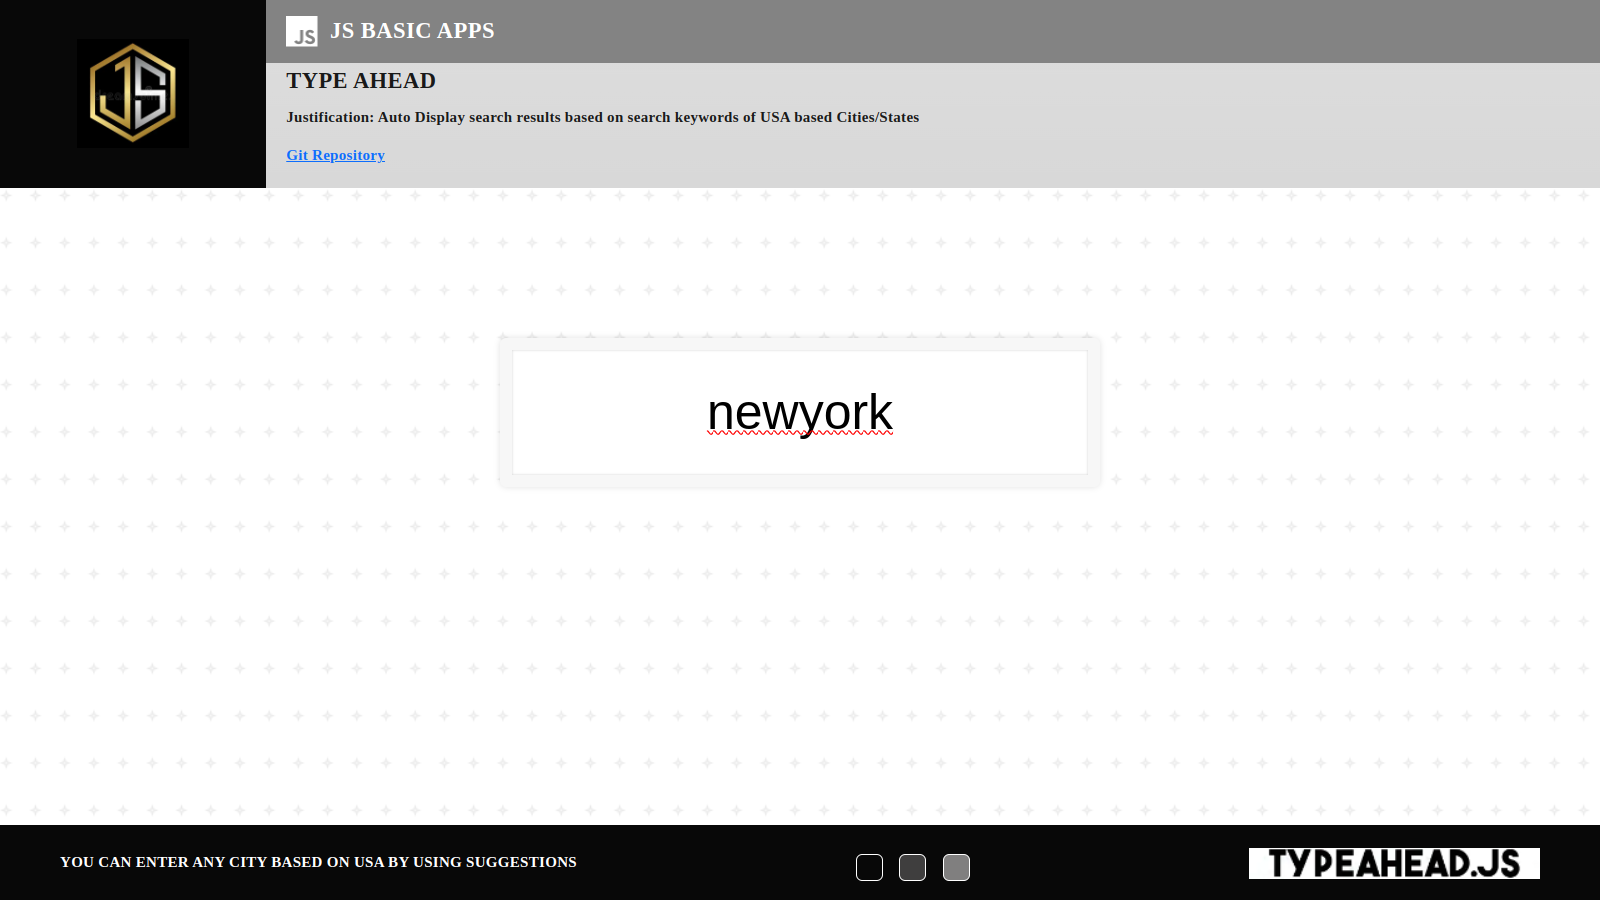 JS
JS BASIC APPS
JS
TYPE AHEAD
Justification: Auto Display search results based on search keywords of USA based Cities/States
Git Repository
newyork
YOU CAN ENTER ANY CITY BASED ON USA BY USING SUGGESTIONS
TYPEAHEAD.JS